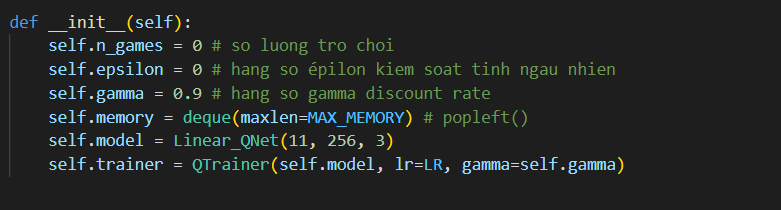 def __init__(self):
    self.n_games = 0 # so luong tro choi
    self.epsilon = 0 # hang so épilon kiem soat tinh ngau nhien
    self.gamma = 0.9 # hang so gamma discount rate
    self.memory = deque(maxlen=MAX_MEMORY) # popleft()
    self.model = Linear_QNet(11, 256, 3)
    self.trainer = QTrainer(self.model, lr=LR, gamma=self.gamma)